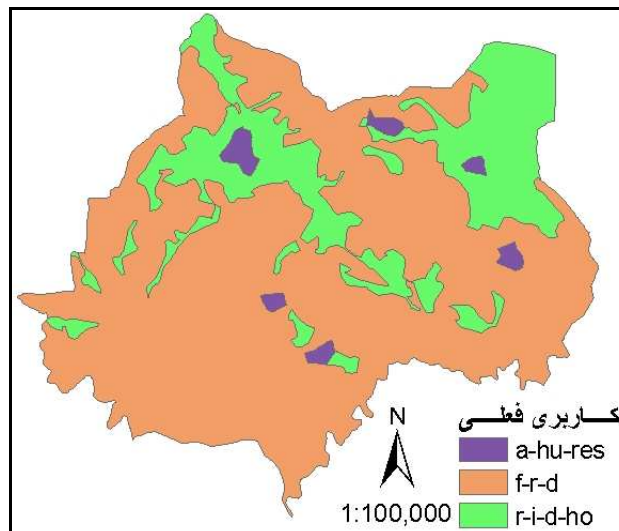 کاربری فعلی
N
a-hu-res
f-r-d
1:100,000
r-i-d-ho